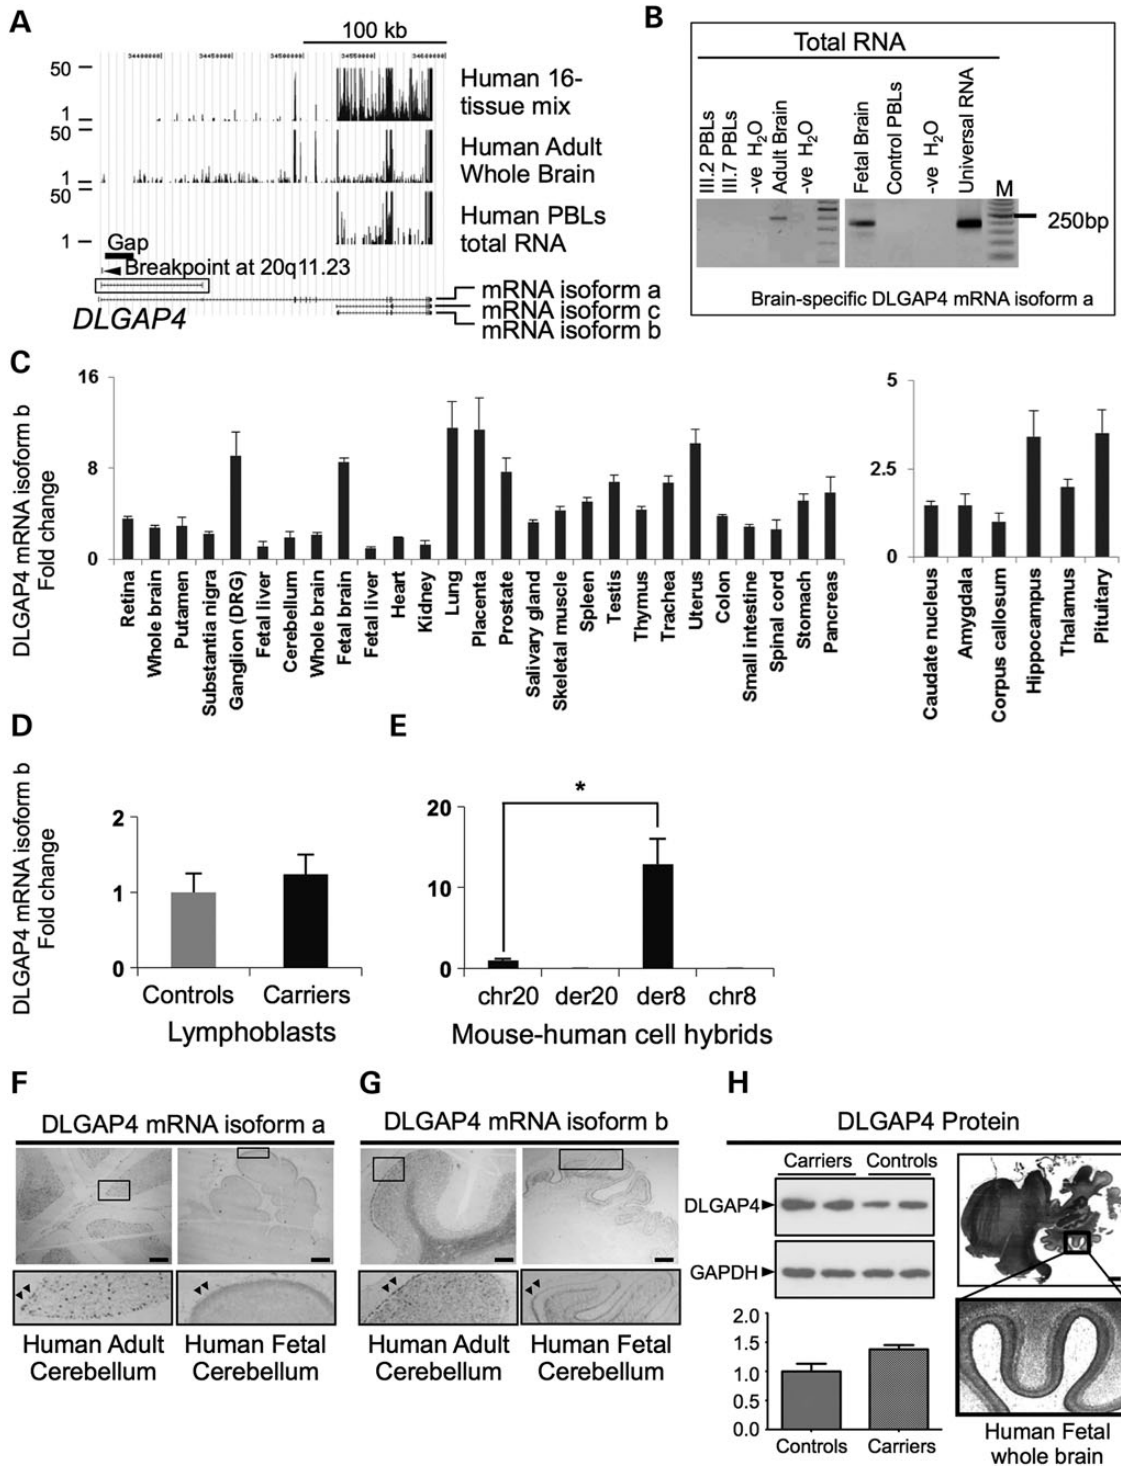 A
100 kb
34400000
34450000
34500000
34550000
34600000
50
1
Human 16-
tissue mix
50
1
Human Adult
Whole Brain
50
1
Human PBLs
total RNA
Gap
Breakpoint at 20q11.23
DLGAP4
mRNA isoform a
mRNA isoform c
mRNA isoform b
B
Total RNA
III.2 PBLs
III.7 PBLs
-ve H2O
Adult Brain
-ve H2O
Fetal Brain
Control PBLs
-ve H2O
Universal RNA
M
250bp
Brain-specific DLGAP4 mRNA isoform a
C
DLGAP4 mRNA isoform b
Fold change
16
8
0
Retina
Whole brain
Putamen
Substantia nigra
Ganglion (DRG)
Fetal liver
Cerebellum
Whole brain
Fetal brain
Fetal liver
Heart
Kidney
Lung
Placenta
Prostate
Salivary gland
Skeletal muscle
Spleen
Testis
Thymus
Trachea
Uterus
Colon
Small intestine
Spinal cord
Stomach
Pancreas
5
2.5
0
Caudate nucleus
Amygdala
Corpus callosum
Hippocampus
Thalamus
Pituitary
D
DLGAP4 mRNA isoform b
Fold change
2
1
0
Controls
Carriers
Lymphoblasts
E
20
10
0
*
chr20
der20
der8
chr8
Mouse-human cell hybrids
F
DLGAP4 mRNA isoform a
Human Adult
Cerebellum
Human Fetal
Cerebellum
G
DLGAP4 mRNA isoform b
Human Adult
Cerebellum
Human Fetal
Cerebellum
H
DLGAP4 Protein
Carriers
Controls
DLGAP4
GAPDH
2.0
1.5
1.0
0.5
0.0
Controls
Carriers
Human Fetal
whole brain